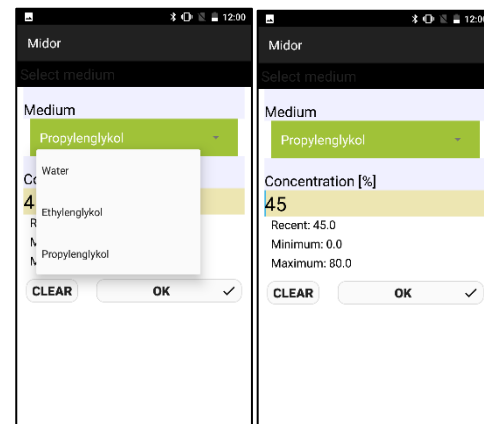 12:00
Midor
Select medium
Medium
Propylenglykol
Water
Ethylenglykol
Propylenglykol
C
4
R
M
M
CLEAR
OK
12:00
Midor
Select medium
Medium
Propylenglykol
Concentration [%]
45
Recent: 45.0
Minimum: 0.0
Maximum: 80.0
CLEAR
OK